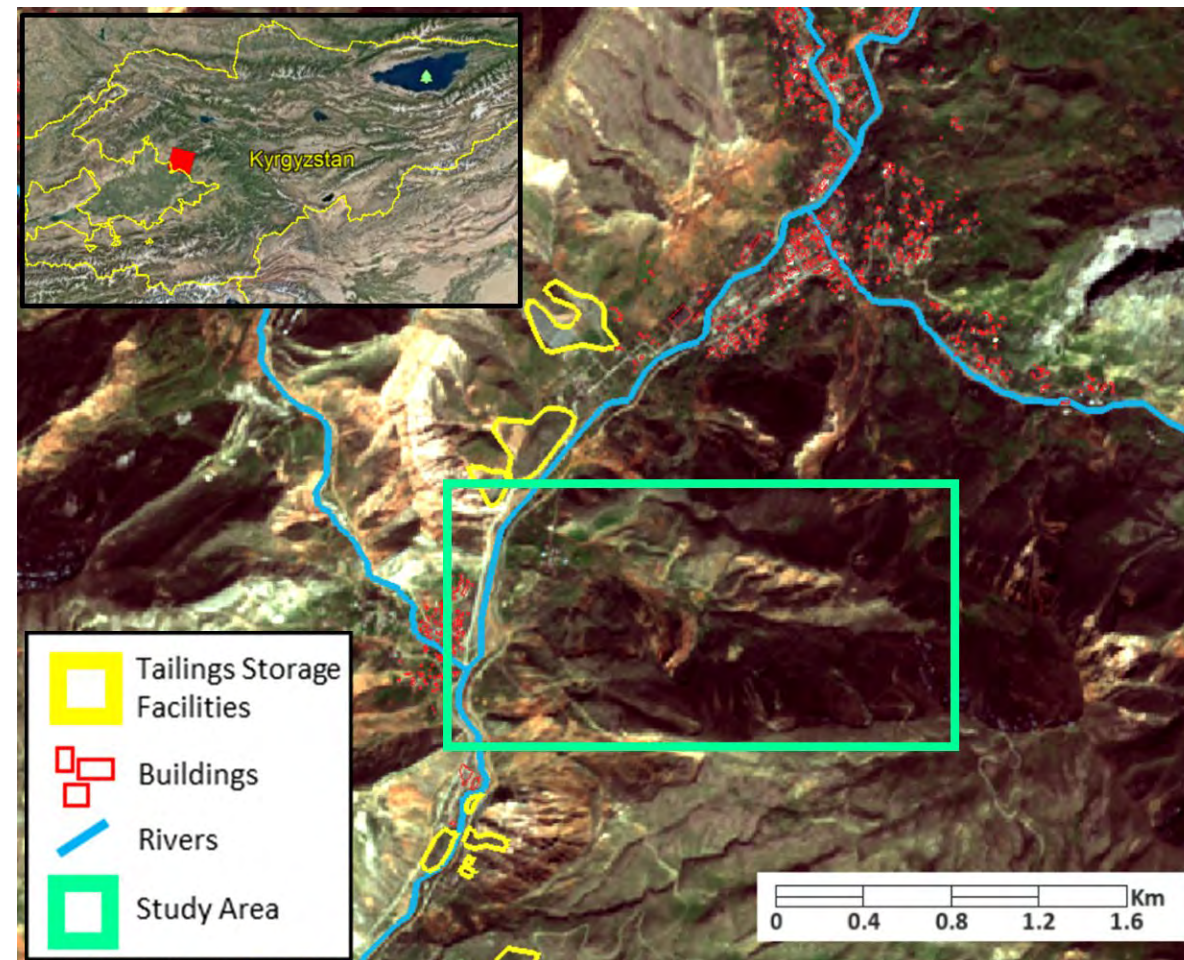 Kyrgyzstan
Tailings Storage
Facilities
Buildings
Rivers
Study Area
Km
0 0.4 0.8 1.2 1.6